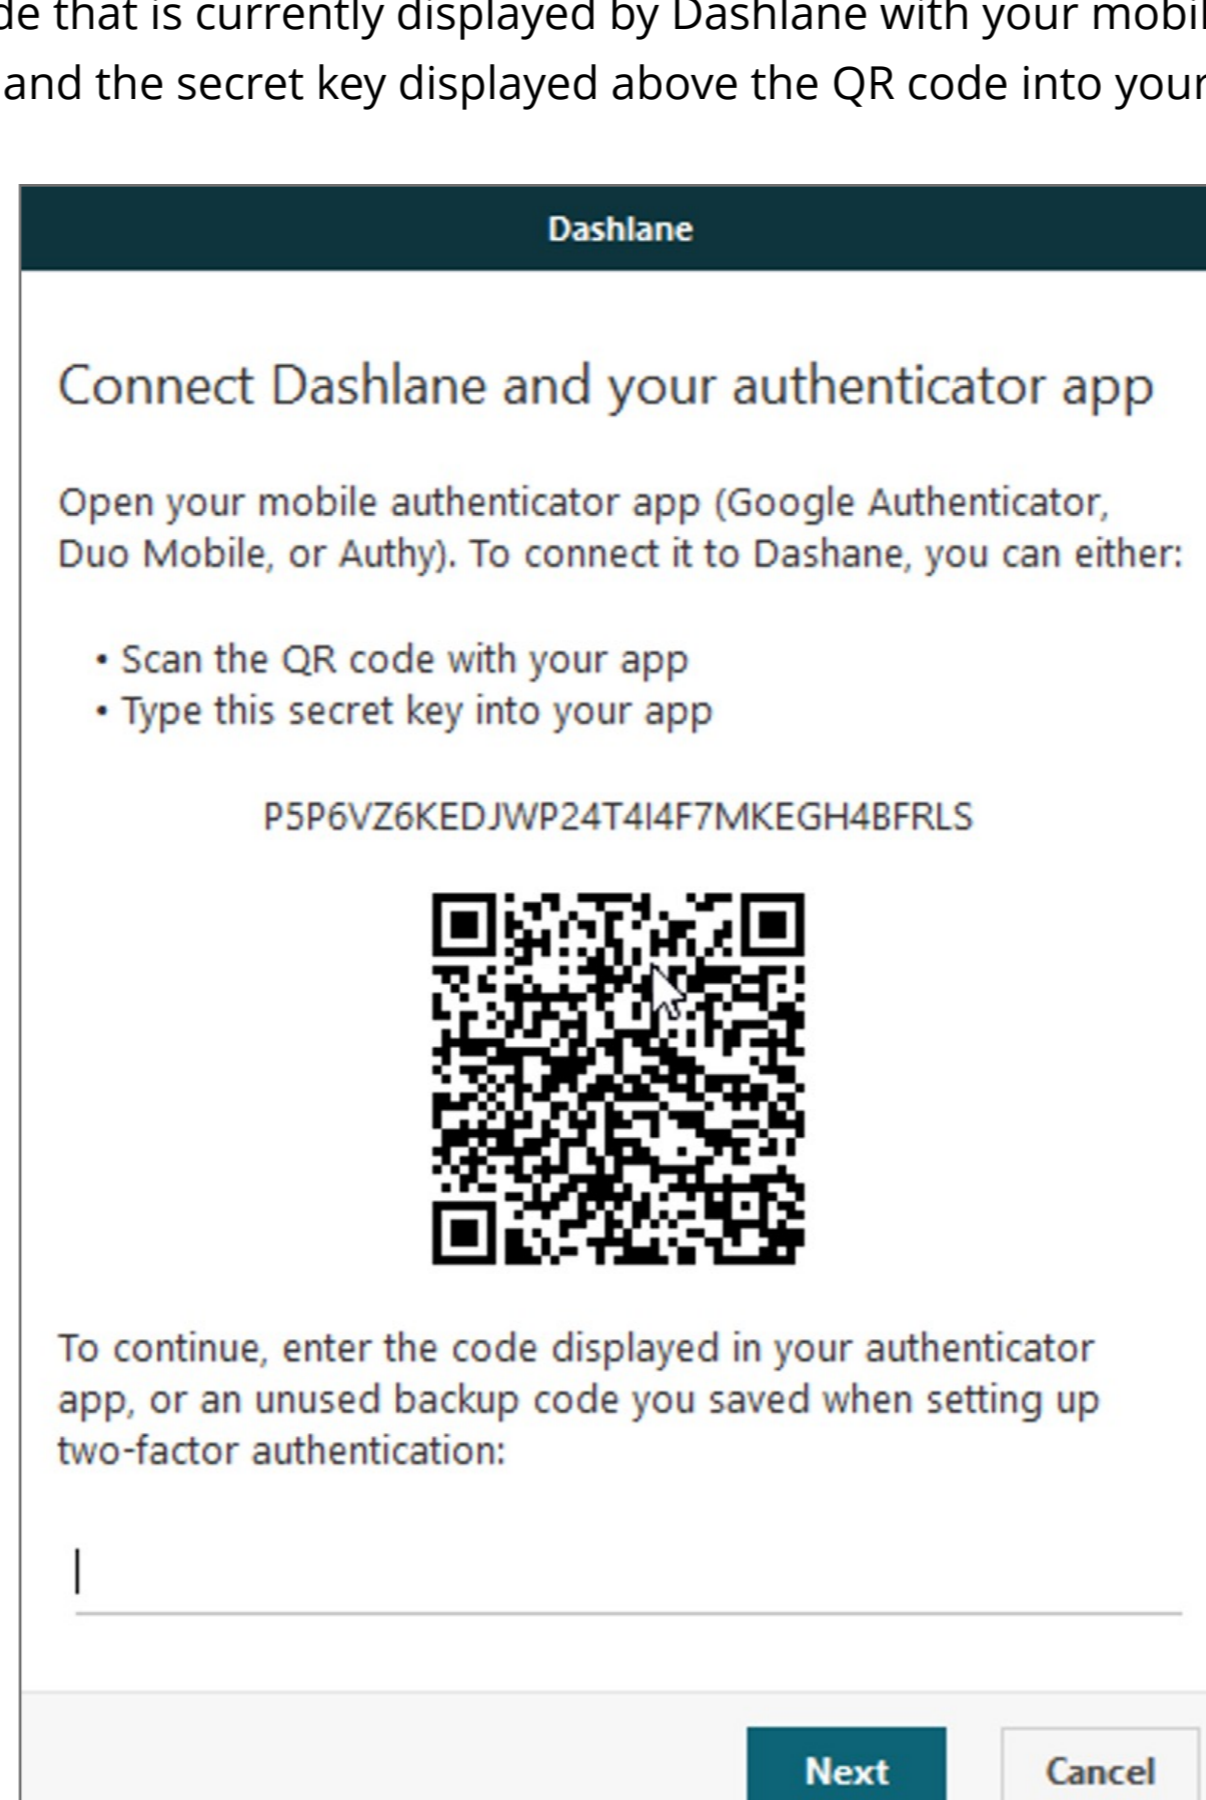 de that is currently displayed by Dashlane with your mobil
and the secret key displayed above the QR code into your
Dashlane
Connect Dashlane and your authenticator app
Open your mobile authenticator app (Google Authenticator,
Duo Mobile, or Authy). To connect it to Dashane, you can either:
• Scan the QR code with your app
• Type this secret key into your app
P5P6VZ6KEDJWP24T4I4F7MKEGH4BFRLS
To continue, enter the code displayed in your authenticator
app, or an unused backup code you saved when setting up
two-factor authentication:
Next
Cancel